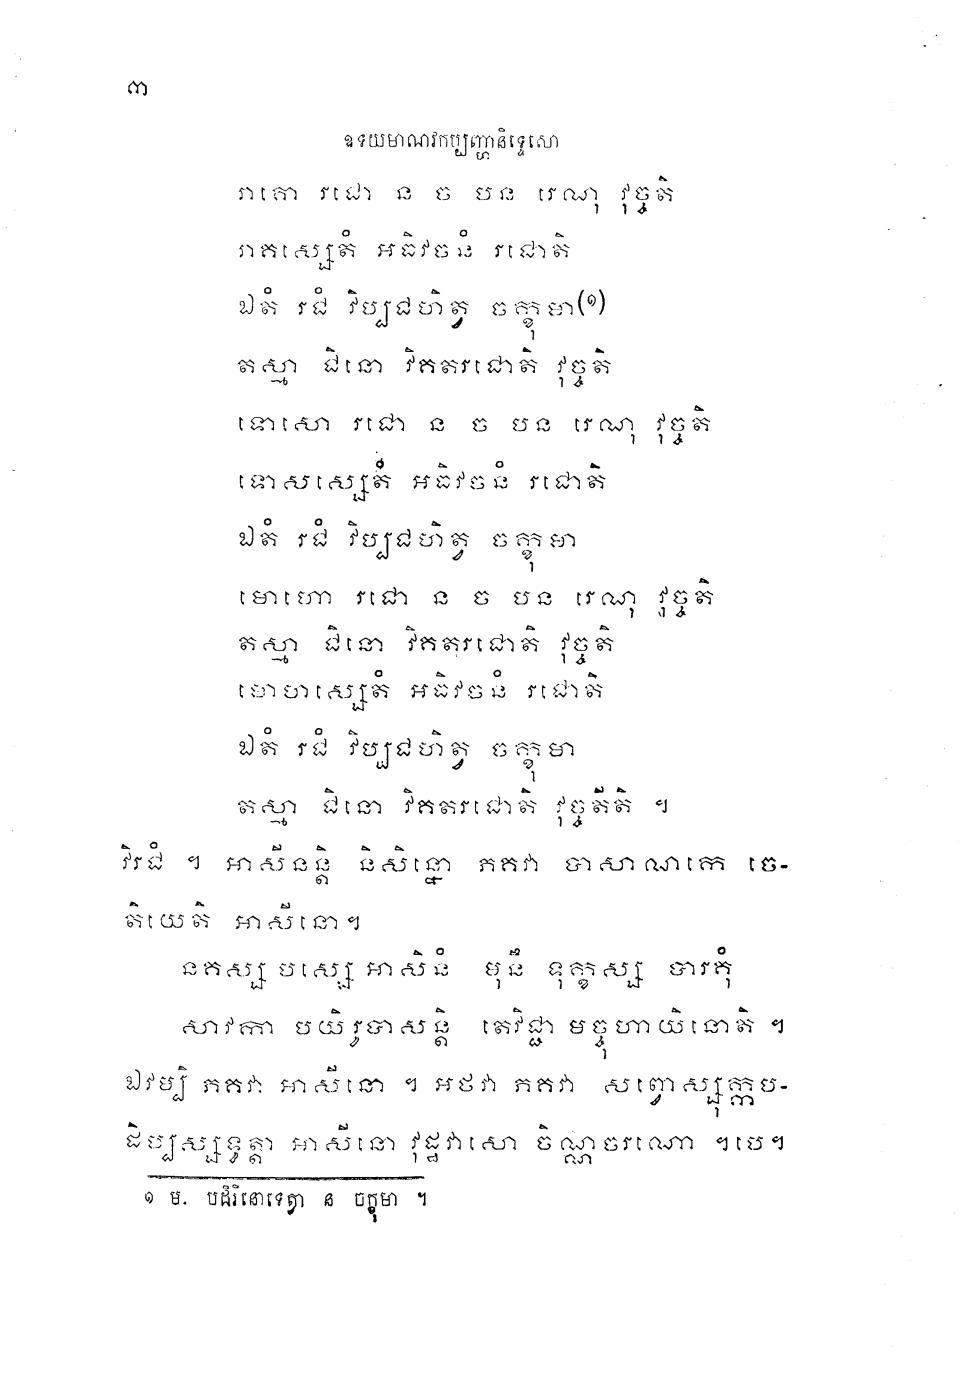 ៣
ឧទយមាណវកប្បញ្ហានិទ្ទេសោ
រាគោ រជោ ន ច បន រេណុ វុច្ចតិ
រាគស្សេតំ អធិវចនំ រជោតិ
ឯតំ រជំ វិប្បជហិត្វ ចក្ខុមា(១)
តស្មា ជិនោ វិគតរជោតិ វុច្ចតិ
ទោសោ រជោ ន ច បន រេណុ វុច្ចតិ
ទោសស្សេតំ អធិវចនំ រជោតិ
ឯតំ រជំ វិប្បជហិត្វ ចក្ខុមា
មោហោ រជោ ន ច បន រេណុ វុច្ចតិ
តស្មា ជិនោ វិគតរជោតិ វុច្ចតិ
មោហស្សេតំ អធិវចនំ រជោតិ
ឯតំ រជំ វិប្បជហិត្វ ចក្ខុមា
តស្មា ជិនោ វិគតរជោតិ វុច្ចតីតិ ។
វិរជំ ។ អាសីនន្តិ និសិន្នោ ភគវា បាសាណកេ ចេ-
តិយេតិ អាសីនោ។
នគស្ស បស្សេ អាសិនំ មុនឹ ទុក្ខស្ស បារគុំ
សាវកា បយិរូបាសន្តិ តេវិជ្ជា មច្ចុហាយិនោតិ ។
ឯវម្បិ ភគវា អាសីនោ ។ អថវា ភគវា សព្វោស្សុក្កប-
ដិប្បស្សទ្ធត្តា អាសីនោ វុដ្ឋវាសោ ចិណ្ណចរណោ ។បេ។
១ ម. បដិវិនោទេត្វា ន ចក្ខុមា ។